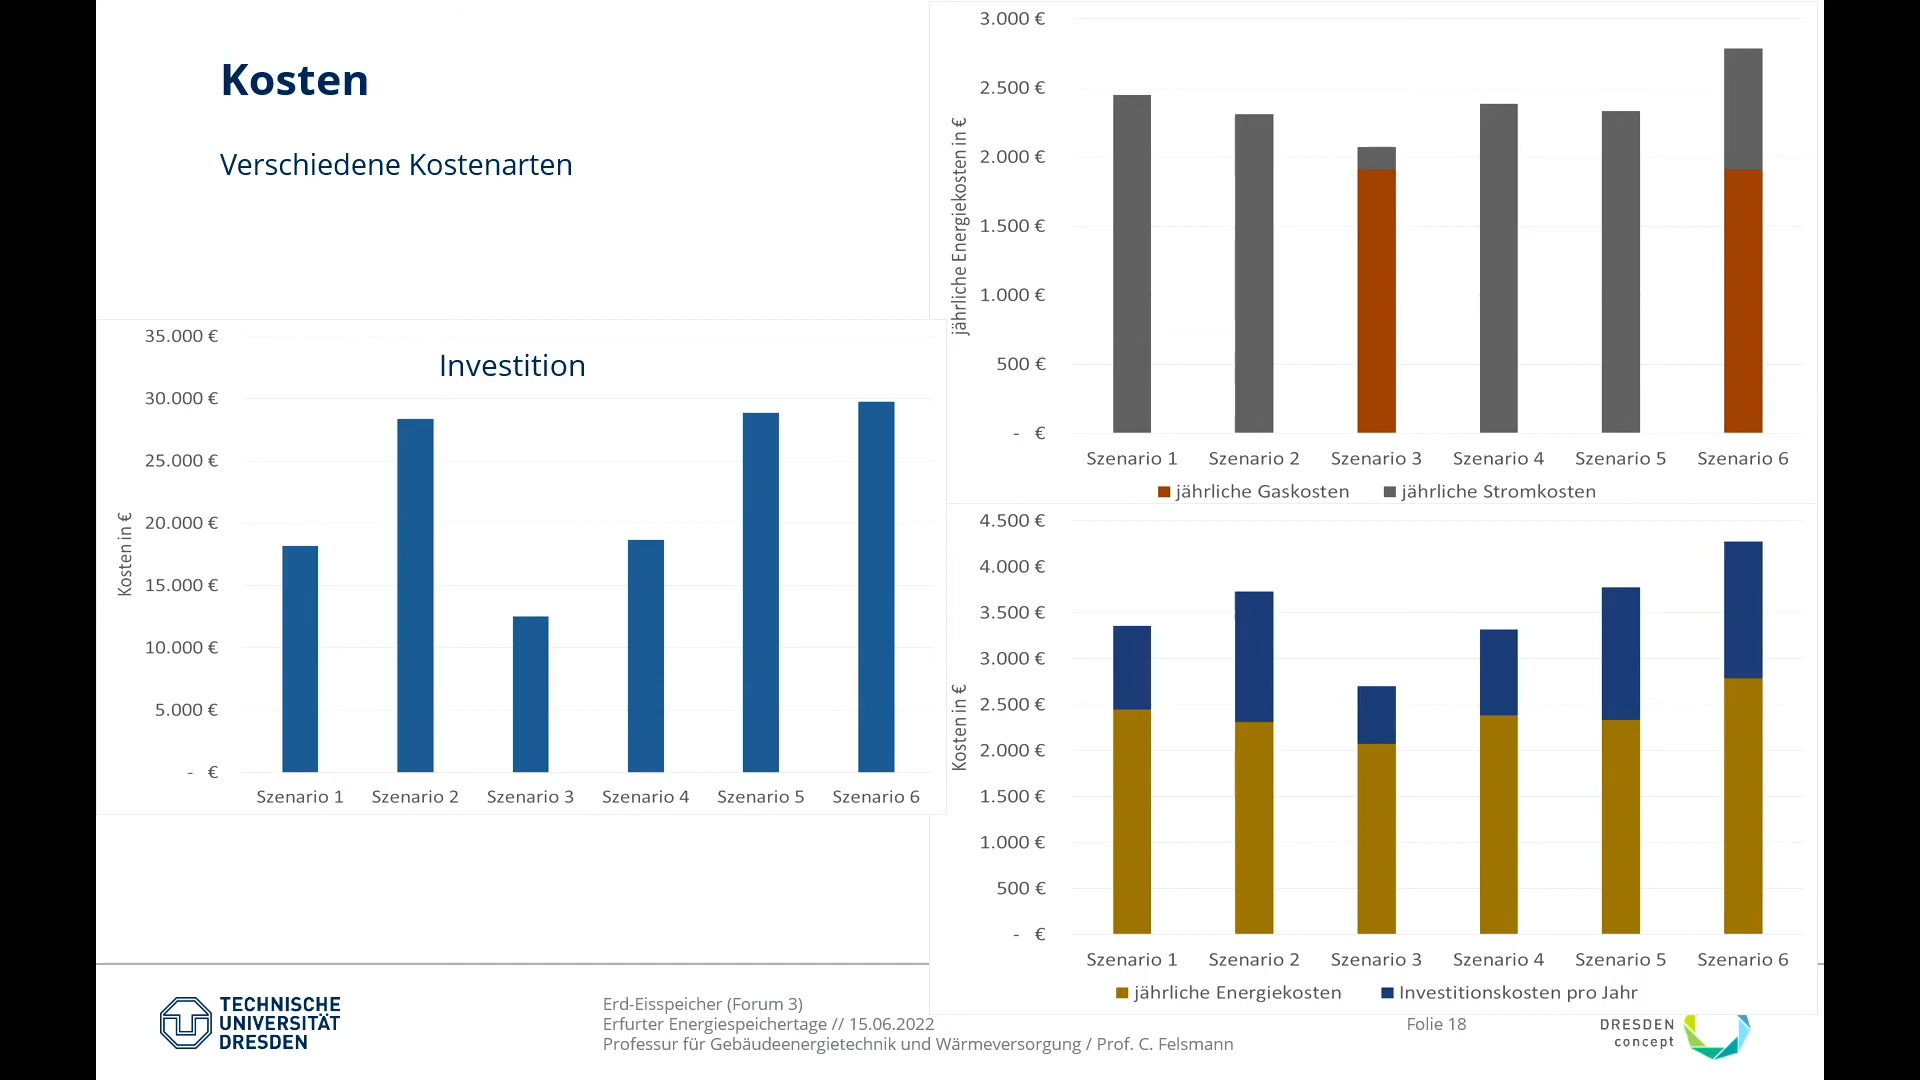 Kosten
Verschiedene Kostenarten
35.000 €
30.000 €
25.000 €
20.000 €
15.000 €
10.000 €
5.000 €
- €
Kosten in €
Investition
Szenario 1 Szenario 2 Szenario 3 Szenario 4 Szenario 5 Szenario 6
3.000 €
2.500 €
2.000 €
1.500 €
1.000 €
500 €
- €
jährliche Energiekosten in €
Szenario 1 Szenario 2 Szenario 3 Szenario 4 Szenario 5 Szenario 6
jährliche Gaskosten jährliche Stromkosten
4.500 €
4.000 €
3.500 €
3.000 €
2.500 €
2.000 €
1.500 €
1.000 €
500 €
- €
Kosten in €
Szenario 1 Szenario 2 Szenario 3 Szenario 4 Szenario 5 Szenario 6
jährliche Energiekosten Investitionskosten pro Jahr
TECHNISCHE
UNIVERSITÄT
DRESDEN
Erd-Eisspeicher (Forum 3)
Erfurter Energiespeichertage // 15.06.2022
Professur für Gebäudeenergietechnik und Wärmeversorgung / Prof. C. Felsmann
Folie 18
DRESDEN
concept